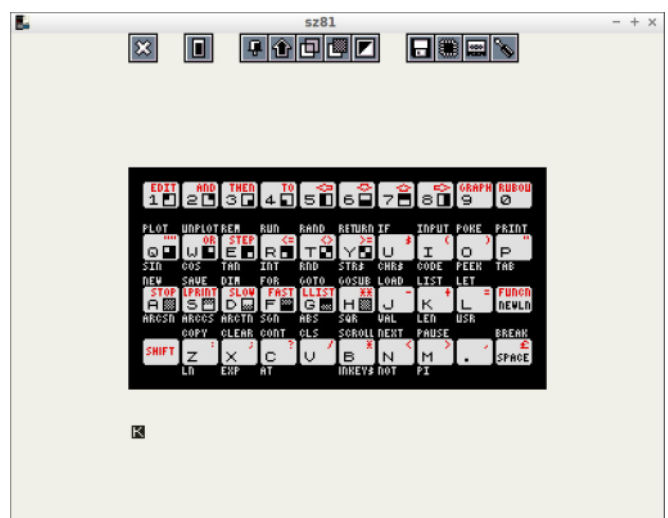 sz81
EDIT AND THEN TO GRAPH RUBOU
1 2 3 4 5 6 7 8 9 0
PLOT UNPLOT REM RUN RAND RETURN IF INPUT POKE PRINT
"" OR STEP <= <> >= $ ( ) "
Q W E R T Y U I O P
SIN COS TAN INT RND STR$ CHR$ CODE PEEK TAB
NEW SAVE DIM FOR GOTO GOSUB LOAD LIST LET
STOP LPRINT SLOW FAST LLIST ** - + = FUNCN
A S D F G H J K L NEWLN
ARCSN ARCCS ARCTN SGN ABS SQR VAL LEN USR
COPY CLEAR CONT CLS SCROLL NEXT PAUSE BREAK
: ; ? / * < > , £
SHIFT Z X C V B N M . SPACE
LN EXP AT INKEY$ NOT PI
K